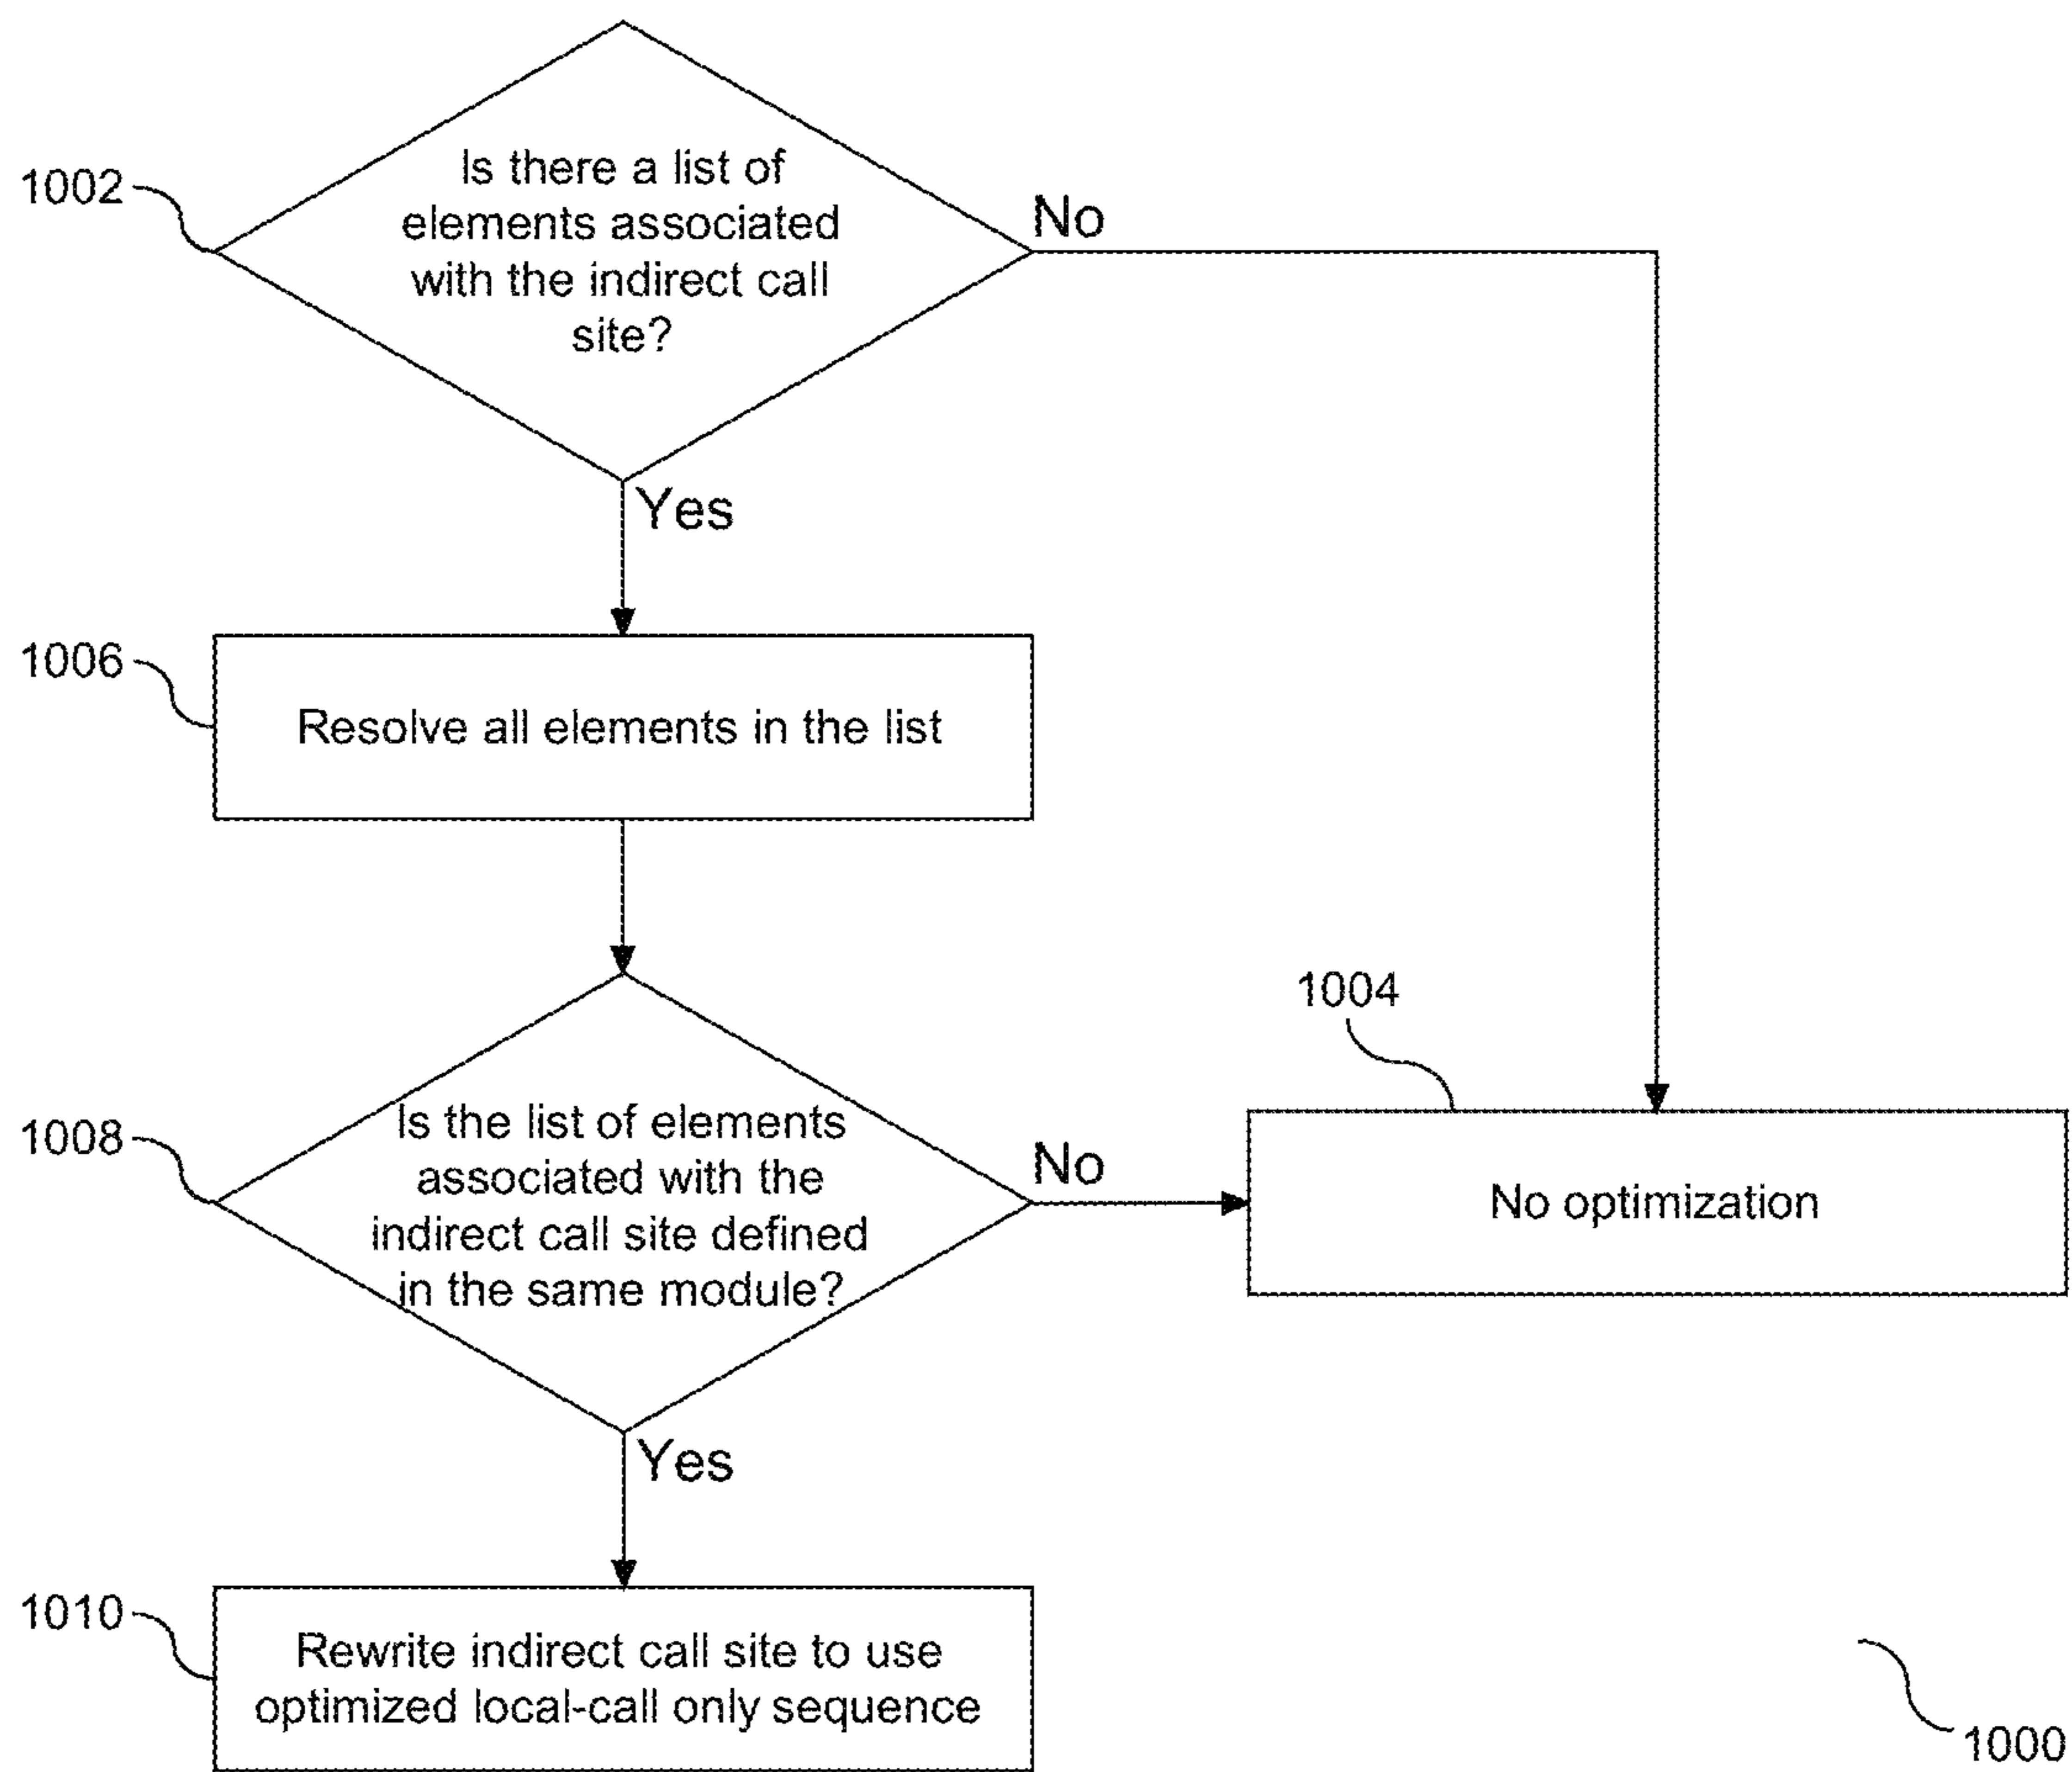 1002
Is there a list of
elements associated
with the indirect call
site?
No
Yes
1006
Resolve all elements in the list
1004
1008
Is the list of elements
associated with the
indirect call site defined
in the same module?
No
No optimization
Yes
1010
Rewrite indirect call site to use
optimized local-call only sequence
1000